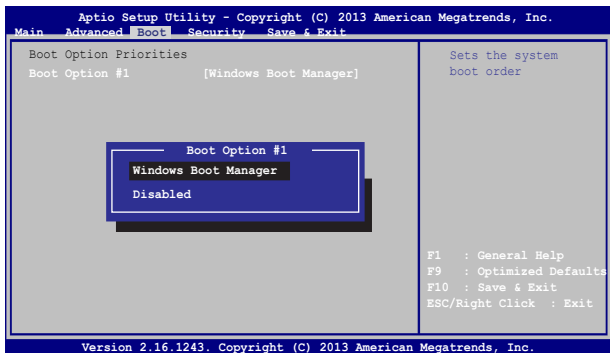 Aptio Setup Utility - Copyright (C) 2013 American Megatrends, Inc.
Main Advanced Boot Security Save & Exit
Boot Option Priorities
Boot Option #1 [Windows Boot Manager]
Sets the system
boot order
Boot Option #1
Windows Boot Manager
Disabled
F1 : General Help
F9 : Optimized Defaults
F10 : Save & Exit
ESC/Right Click : Exit
Version 2.16.1243. Copyright (C) 2013 American Megatrends, Inc.